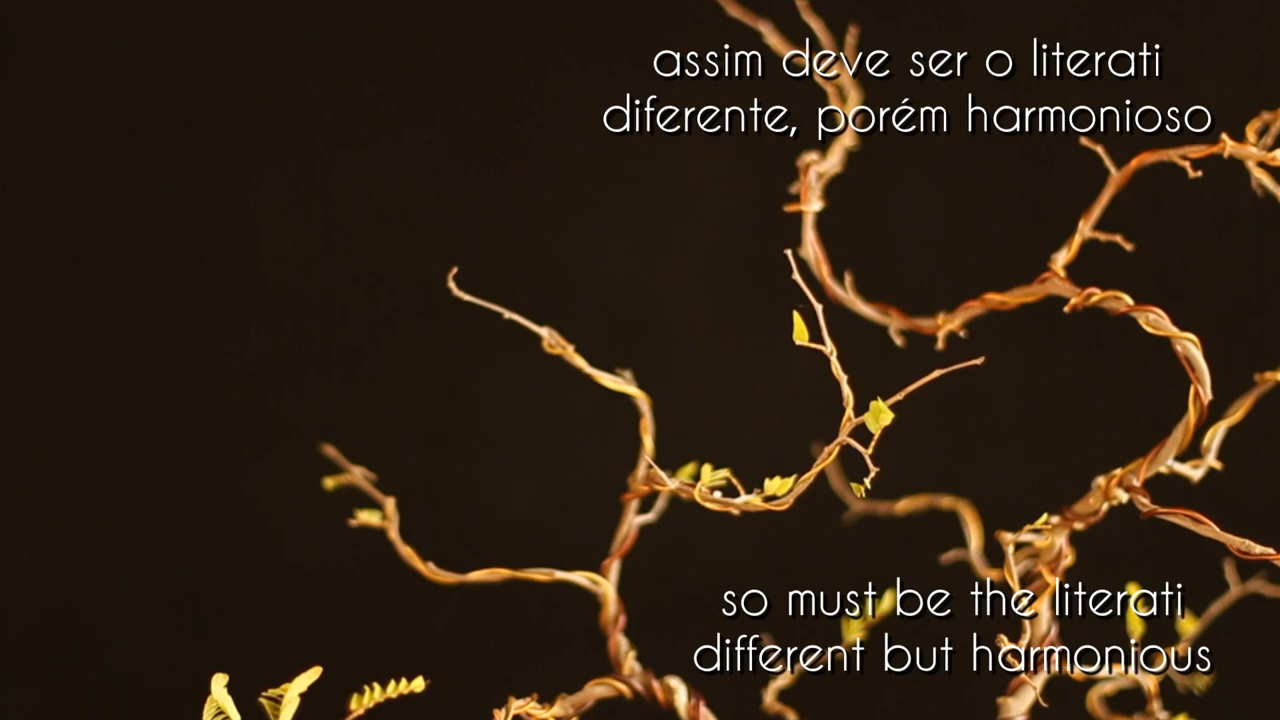 assim deve ser o literati
diferente, porém harmonioso
so must be the literati
different but harmonious